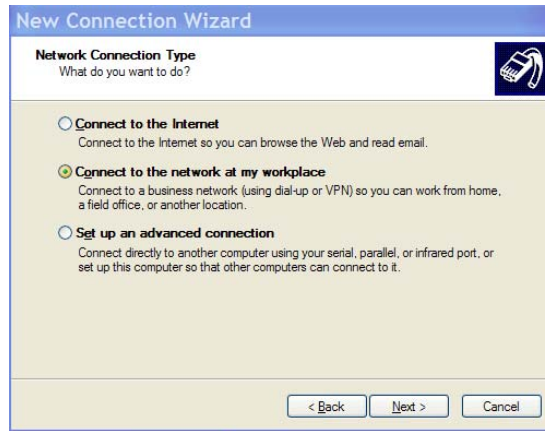 New Connection Wizard
Network Connection Type
What do you want to do?
Connect to the Internet
Connect to the Internet so you can browse the Web and read email.
Connect to the network at my workplace
Connect to a business network (using dial-up or VPN) so you can work from home,
a field office, or another location.
Set up an advanced connection
Connect directly to another computer using your serial, parallel, or infrared port, or
set up this computer so that other computers can connect to it.
< Back Next > Cancel